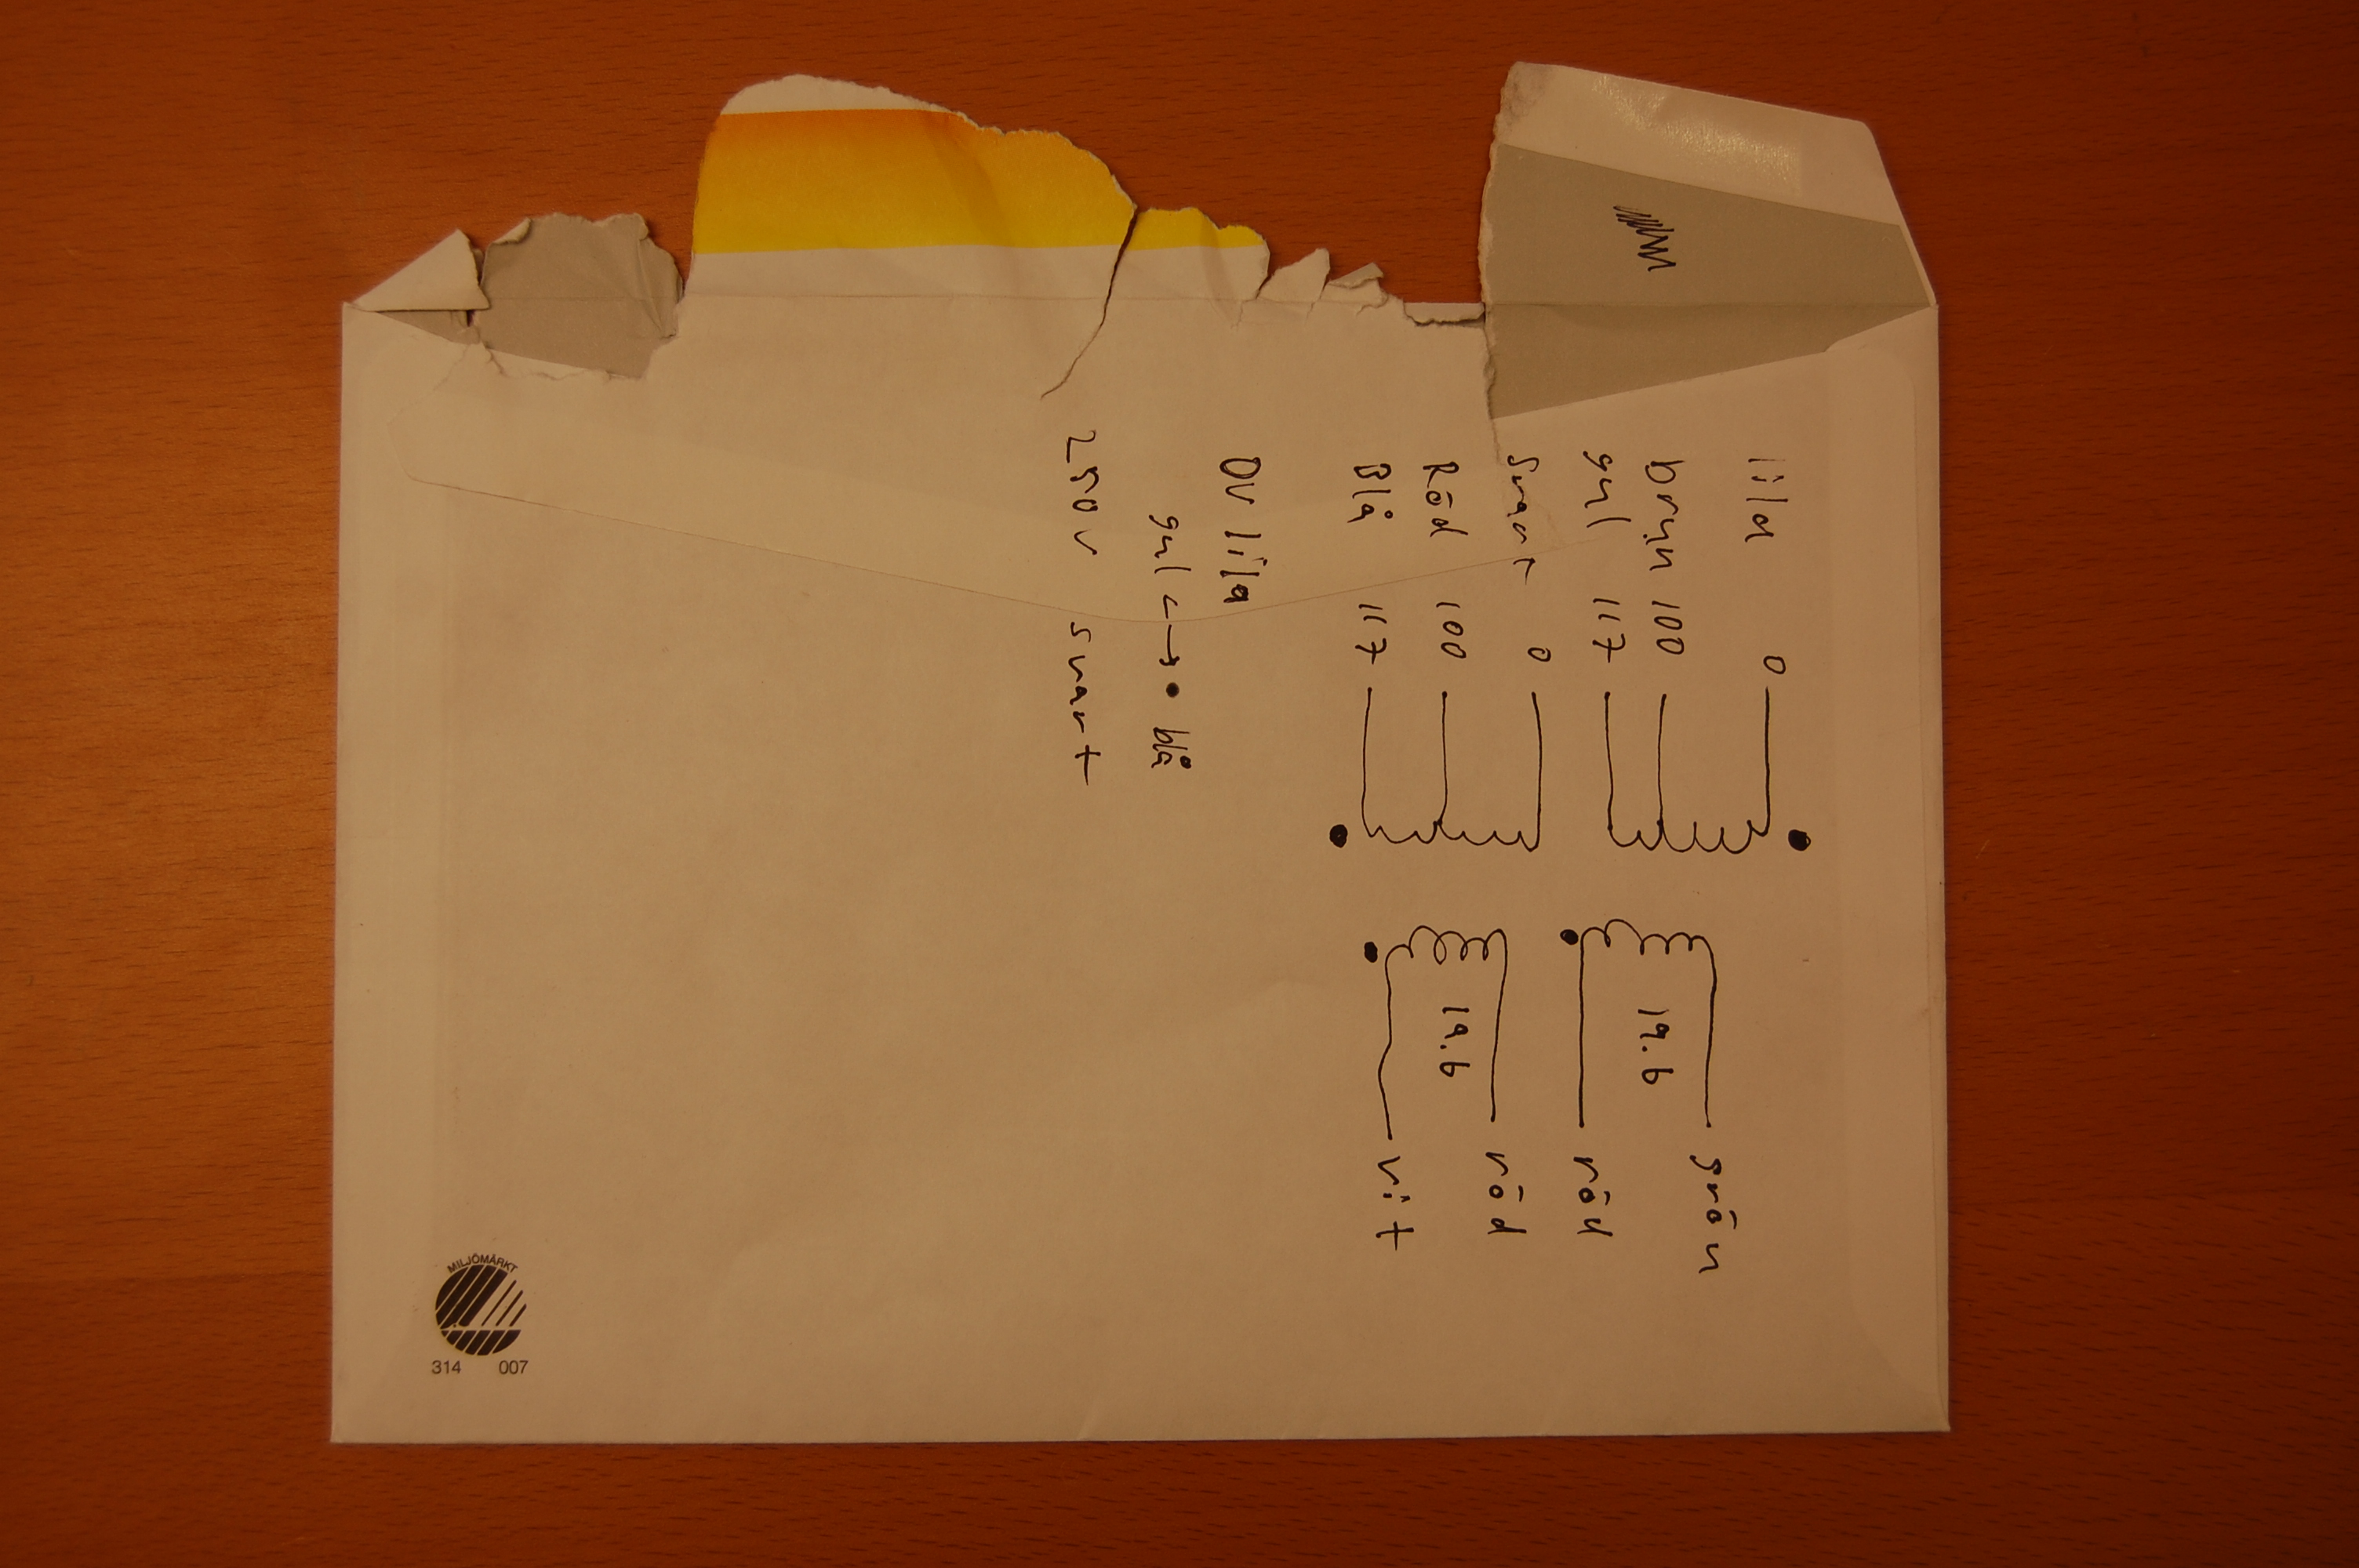 lila 0
brun 100
gul 117
svart 0
Röd 100
Blå 117
19.6
19.6
grön
röd
röd
vit
0V lila
gul <-> • blå
250V svart
MILJÖMÄRKT
314 007